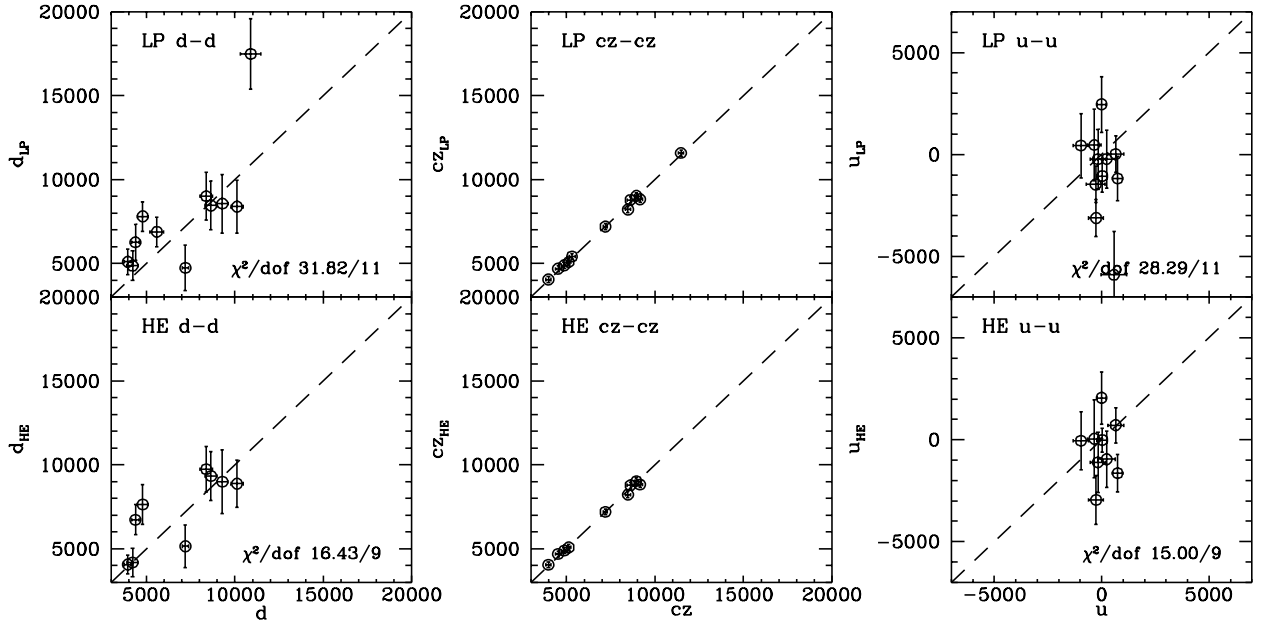 20000
LP d−d
15000
d_LP
10000
5000
χ²/dof 31.82/11
20000
LP cz−cz
15000
cz_LP
10000
5000
LP u−u
5000
u_LP
0
−5000
χ²/dof 28.29/11
20000
HE d−d
15000
d_HE
10000
5000
χ²/dof 16.43/9
5000 10000 15000 20000
d
20000
HE cz−cz
15000
cz_HE
10000
5000
5000 10000 15000 20000
cz
HE u−u
5000
u_HE
0
−5000
χ²/dof 15.00/9
−5000 0 5000
u